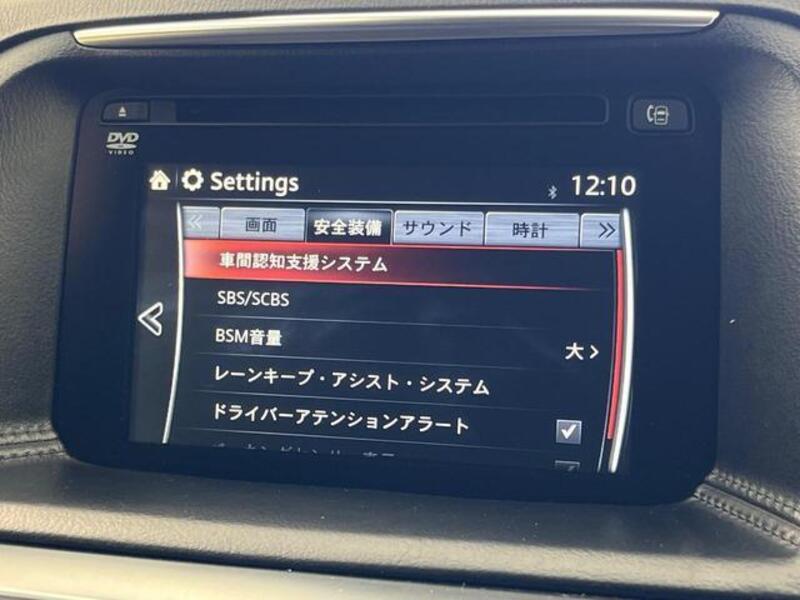 DVD
VIDEO
Settings
12:10
画面 安全装備 サウンド 時計
車間認知支援システム
SBS/SCBS
BSM音量
大
レーンキープ・アシスト・システム
ドライバーアテンションアラート